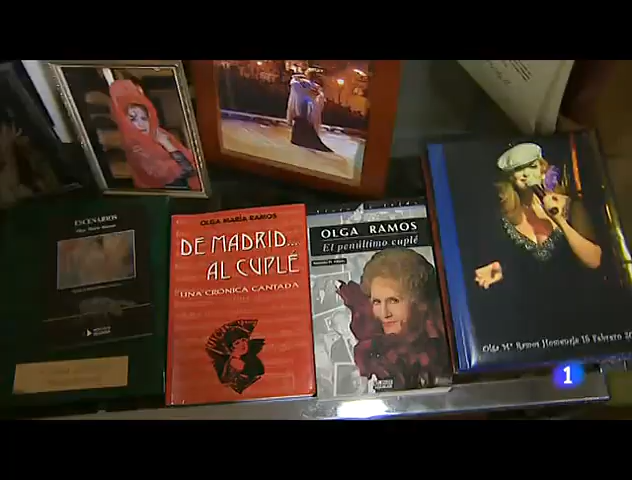 ESCENARIOS
OLGA MARÍA RAMOS
DE MADRID...
AL CUPLÉ
UNA CRÓNICA CANTADA
OLGA RAMOS
El penúltimo cuplé
Olga Mª Ramos Homenaje 15 Febrero
1